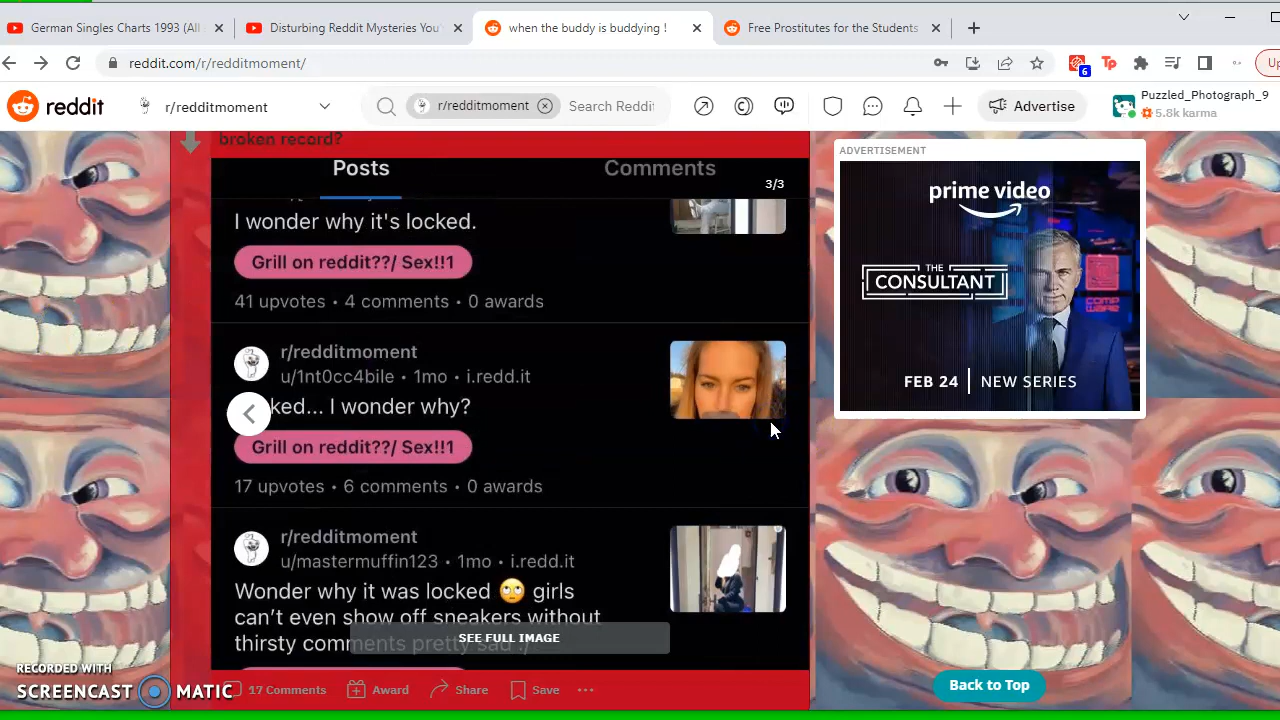 German Singles Charts 1993 (All
Disturbing Reddit Mysteries You
when the buddy is buddying !
Free Prostitutes for the Students
reddit.com/r/redditmoment/
6
Tp
Up
reddit
r/redditmoment
r/redditmoment
Search Reddit
Advertise
Puzzled_Photograph_9
5.8k karma
broken record?
Posts
Comments
3/3
I wonder why it's locked.
Grill on reddit??/ Sex!!1
41 upvotes • 4 comments • 0 awards
r/redditmoment
u/1nt0cc4bile • 1mo • i.redd.it
ked... I wonder why?
Grill on reddit??/ Sex!!1
17 upvotes • 6 comments • 0 awards
r/redditmoment
u/mastermuffin123 • 1mo • i.redd.it
Wonder why it was locked 🙄 girls
can't even show off sneakers without
thirsty comments pretty sad :/
SEE FULL IMAGE
17 Comments
Award
Share
Save
ADVERTISEMENT
prime video
THE
CONSULTANT
COMP
WARE
FEB 24 | NEW SERIES
Back to Top
RECORDED WITH
SCREENCAST MATIC